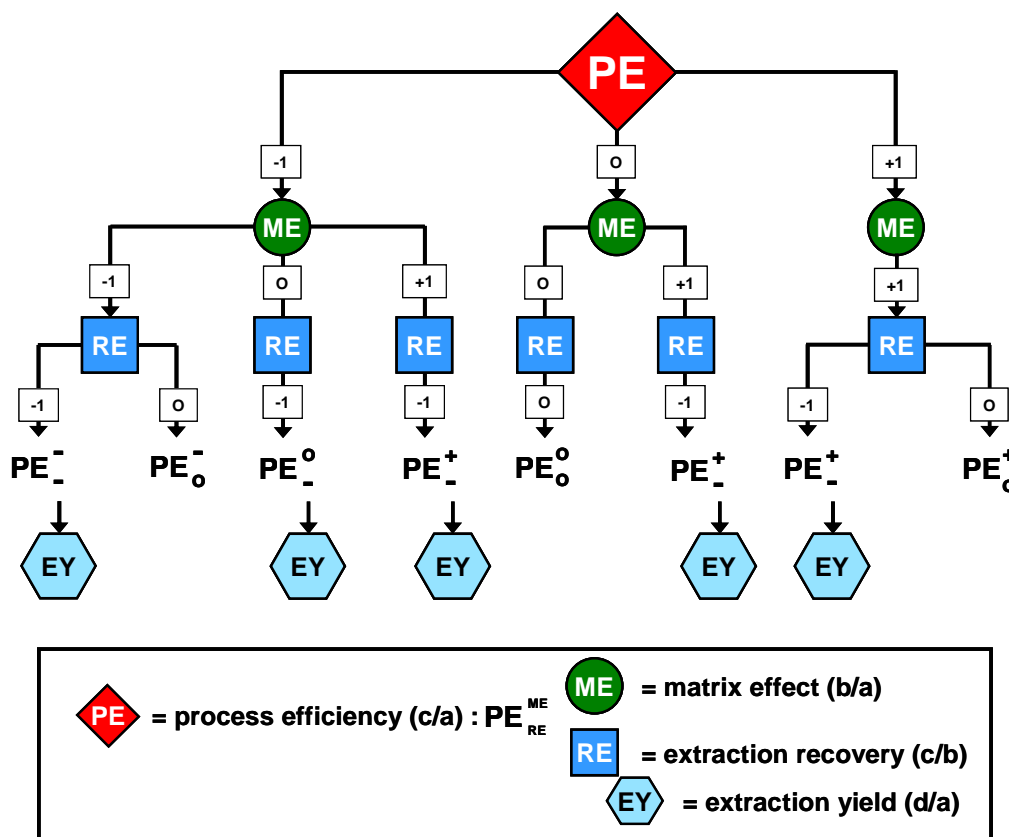 PE
-1 O +1
ME ME ME
-1 O +1 O +1 +1
RE RE RE RE RE RE
-1 O -1 -1 O -1 -1 O
PE - - PE - o PE o - PE + - PE o o PE + - PE + - PE + o
EY EY EY EY EY
PE = process efficiency (c/a) : PE ME RE
ME = matrix effect (b/a)
RE = extraction recovery (c/b)
EY = extraction yield (d/a)